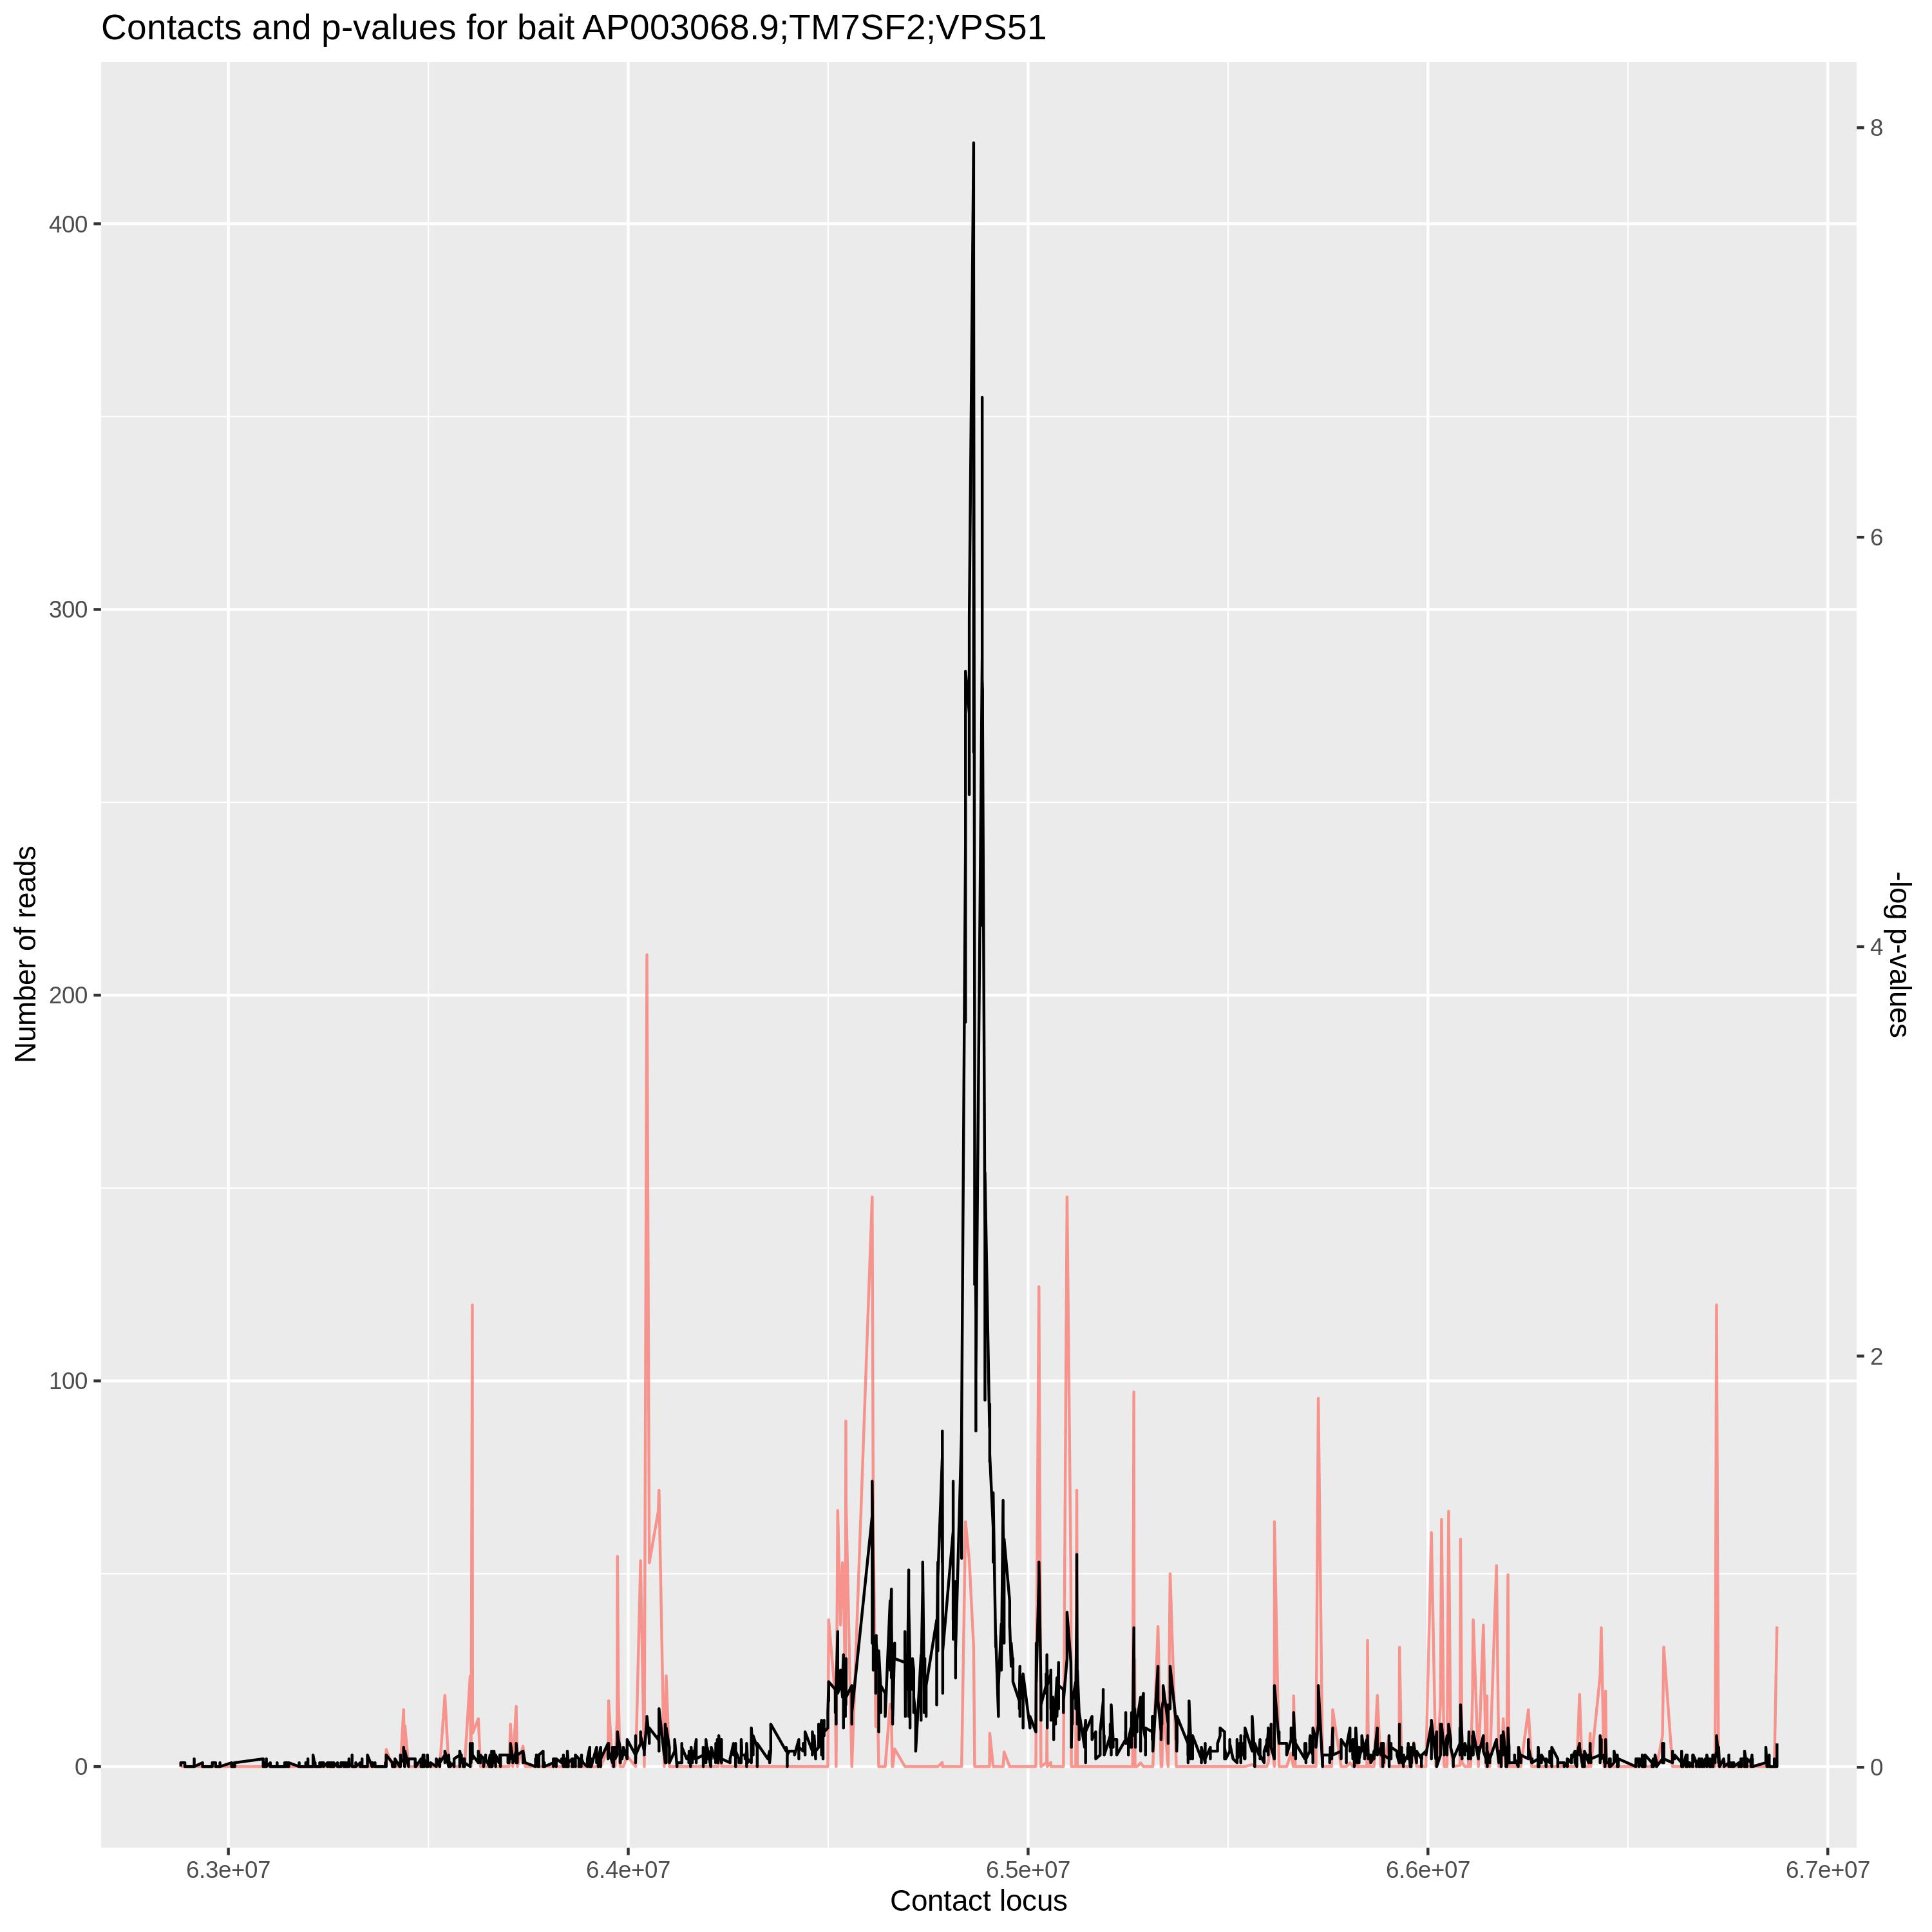 Contacts and p-values for bait AP003068.9;TM7SF2;VPS51
Number of reads
400
300
200
100
0
8
6
4
2
0
-log p-values
6.3e+07 6.4e+07 6.5e+07 6.6e+07 6.7e+07
Contact locus